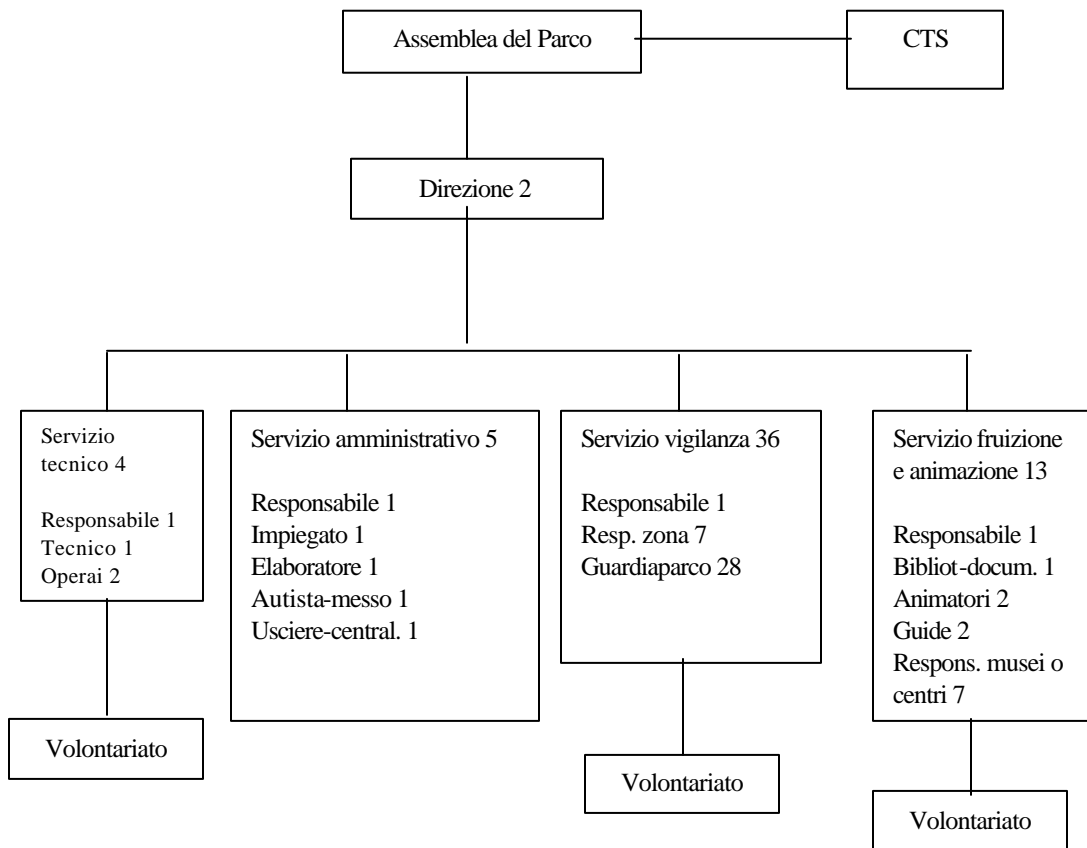 Assemblea del Parco
CTS
Direzione 2
Servizio
tecnico 4
Responsabile 1
Tecnico 1
Operai 2
Servizio amministrativo 5
Responsabile 1
Impiegato 1
Elaboratore 1
Autista-messo 1
Usciere-central. 1
Servizio vigilanza 36
Responsabile 1
Resp. zona 7
Guardiaparco 28
Servizio fruizione
e animazione 13
Responsabile 1
Bibliot-docum. 1
Animatori 2
Guide 2
Respons. musei o
centri 7
Volontariato
Volontariato
Volontariato